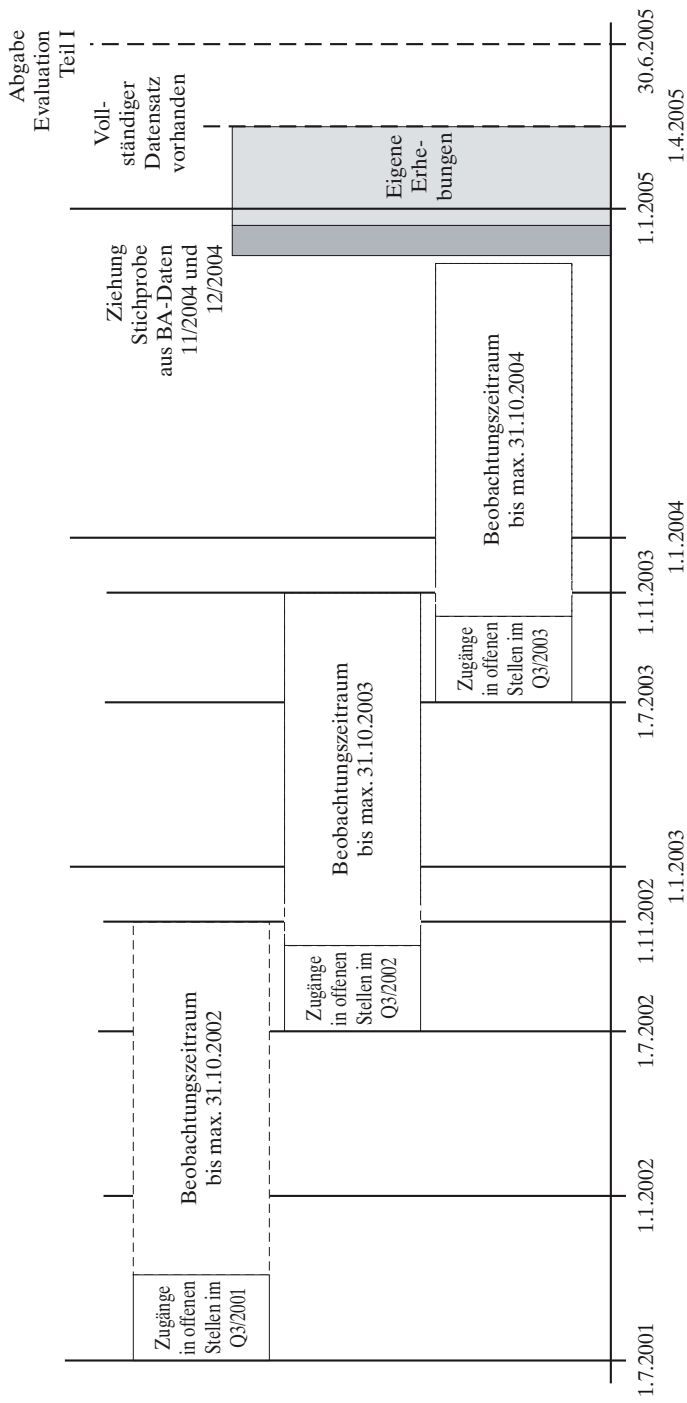 Abgabe
Evaluation
Teil I
Voll-
ständiger
Datensatz
vorhanden
Ziehung
Stichprobe
aus BA-Daten
11/2004 und
12/2004
Eigene
Erhe-
bungen
Beobachtungszeitraum
bis max. 31.10.2002
Zugänge
in offenen
Stellen im
Q3/2001
Beobachtungszeitraum
bis max. 31.10.2003
Zugänge
in offenen
Stellen im
Q3/2002
Beobachtungszeitraum
bis max. 31.10.2004
Zugänge
in offenen
Stellen im
Q3/2003
1.7.2001
1.1.2002
1.7.2002
1.11.2002
1.1.2003
1.7.2003
1.11.2003
1.1.2004
1.1.2005
1.4.2005
30.6.2005